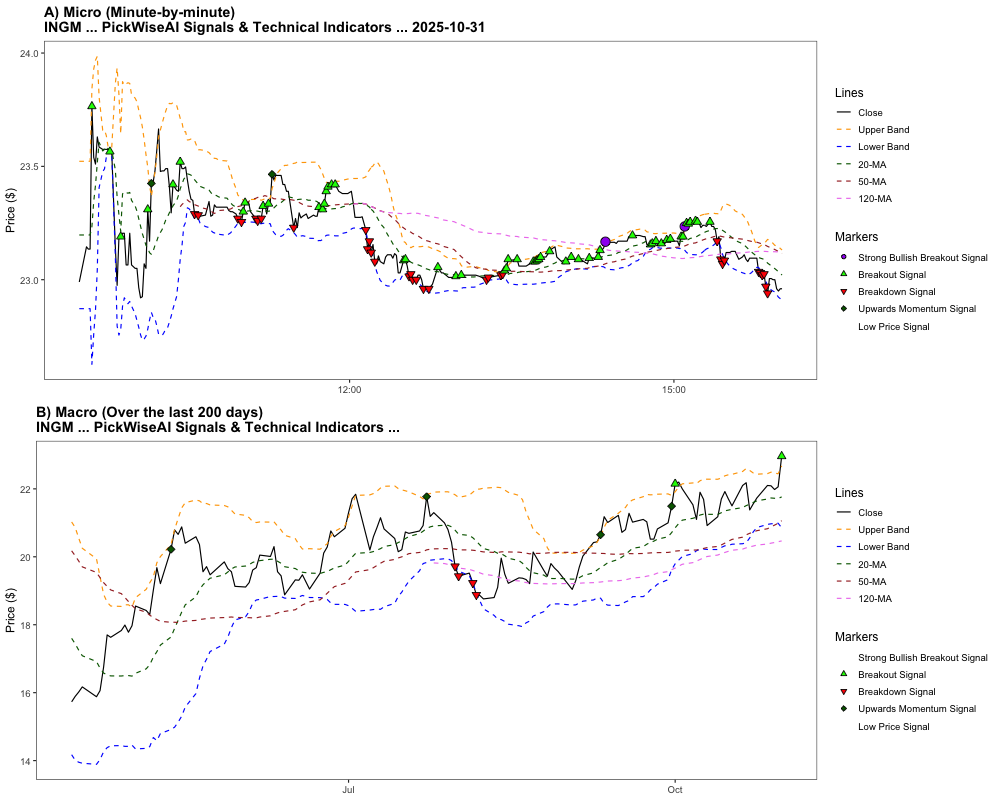 A) Micro (Minute-by-minute)
INGM ... PickWiseAI Signals & Technical Indicators ... 2025-10-31
24.0
23.5
23.0
Price ($)
12:00
15:00
Lines
Close
Upper Band
Lower Band
20-MA
50-MA
120-MA
Markers
Strong Bullish Breakout Signal
Breakout Signal
Breakdown Signal
Upwards Momentum Signal
Low Price Signal
B) Macro (Over the last 200 days)
INGM ... PickWiseAI Signals & Technical Indicators ...
22
20
18
16
14
Price ($)
Jul
Oct
Lines
Close
Upper Band
Lower Band
20-MA
50-MA
120-MA
Markers
Strong Bullish Breakout Signal
Breakout Signal
Breakdown Signal
Upwards Momentum Signal
Low Price Signal